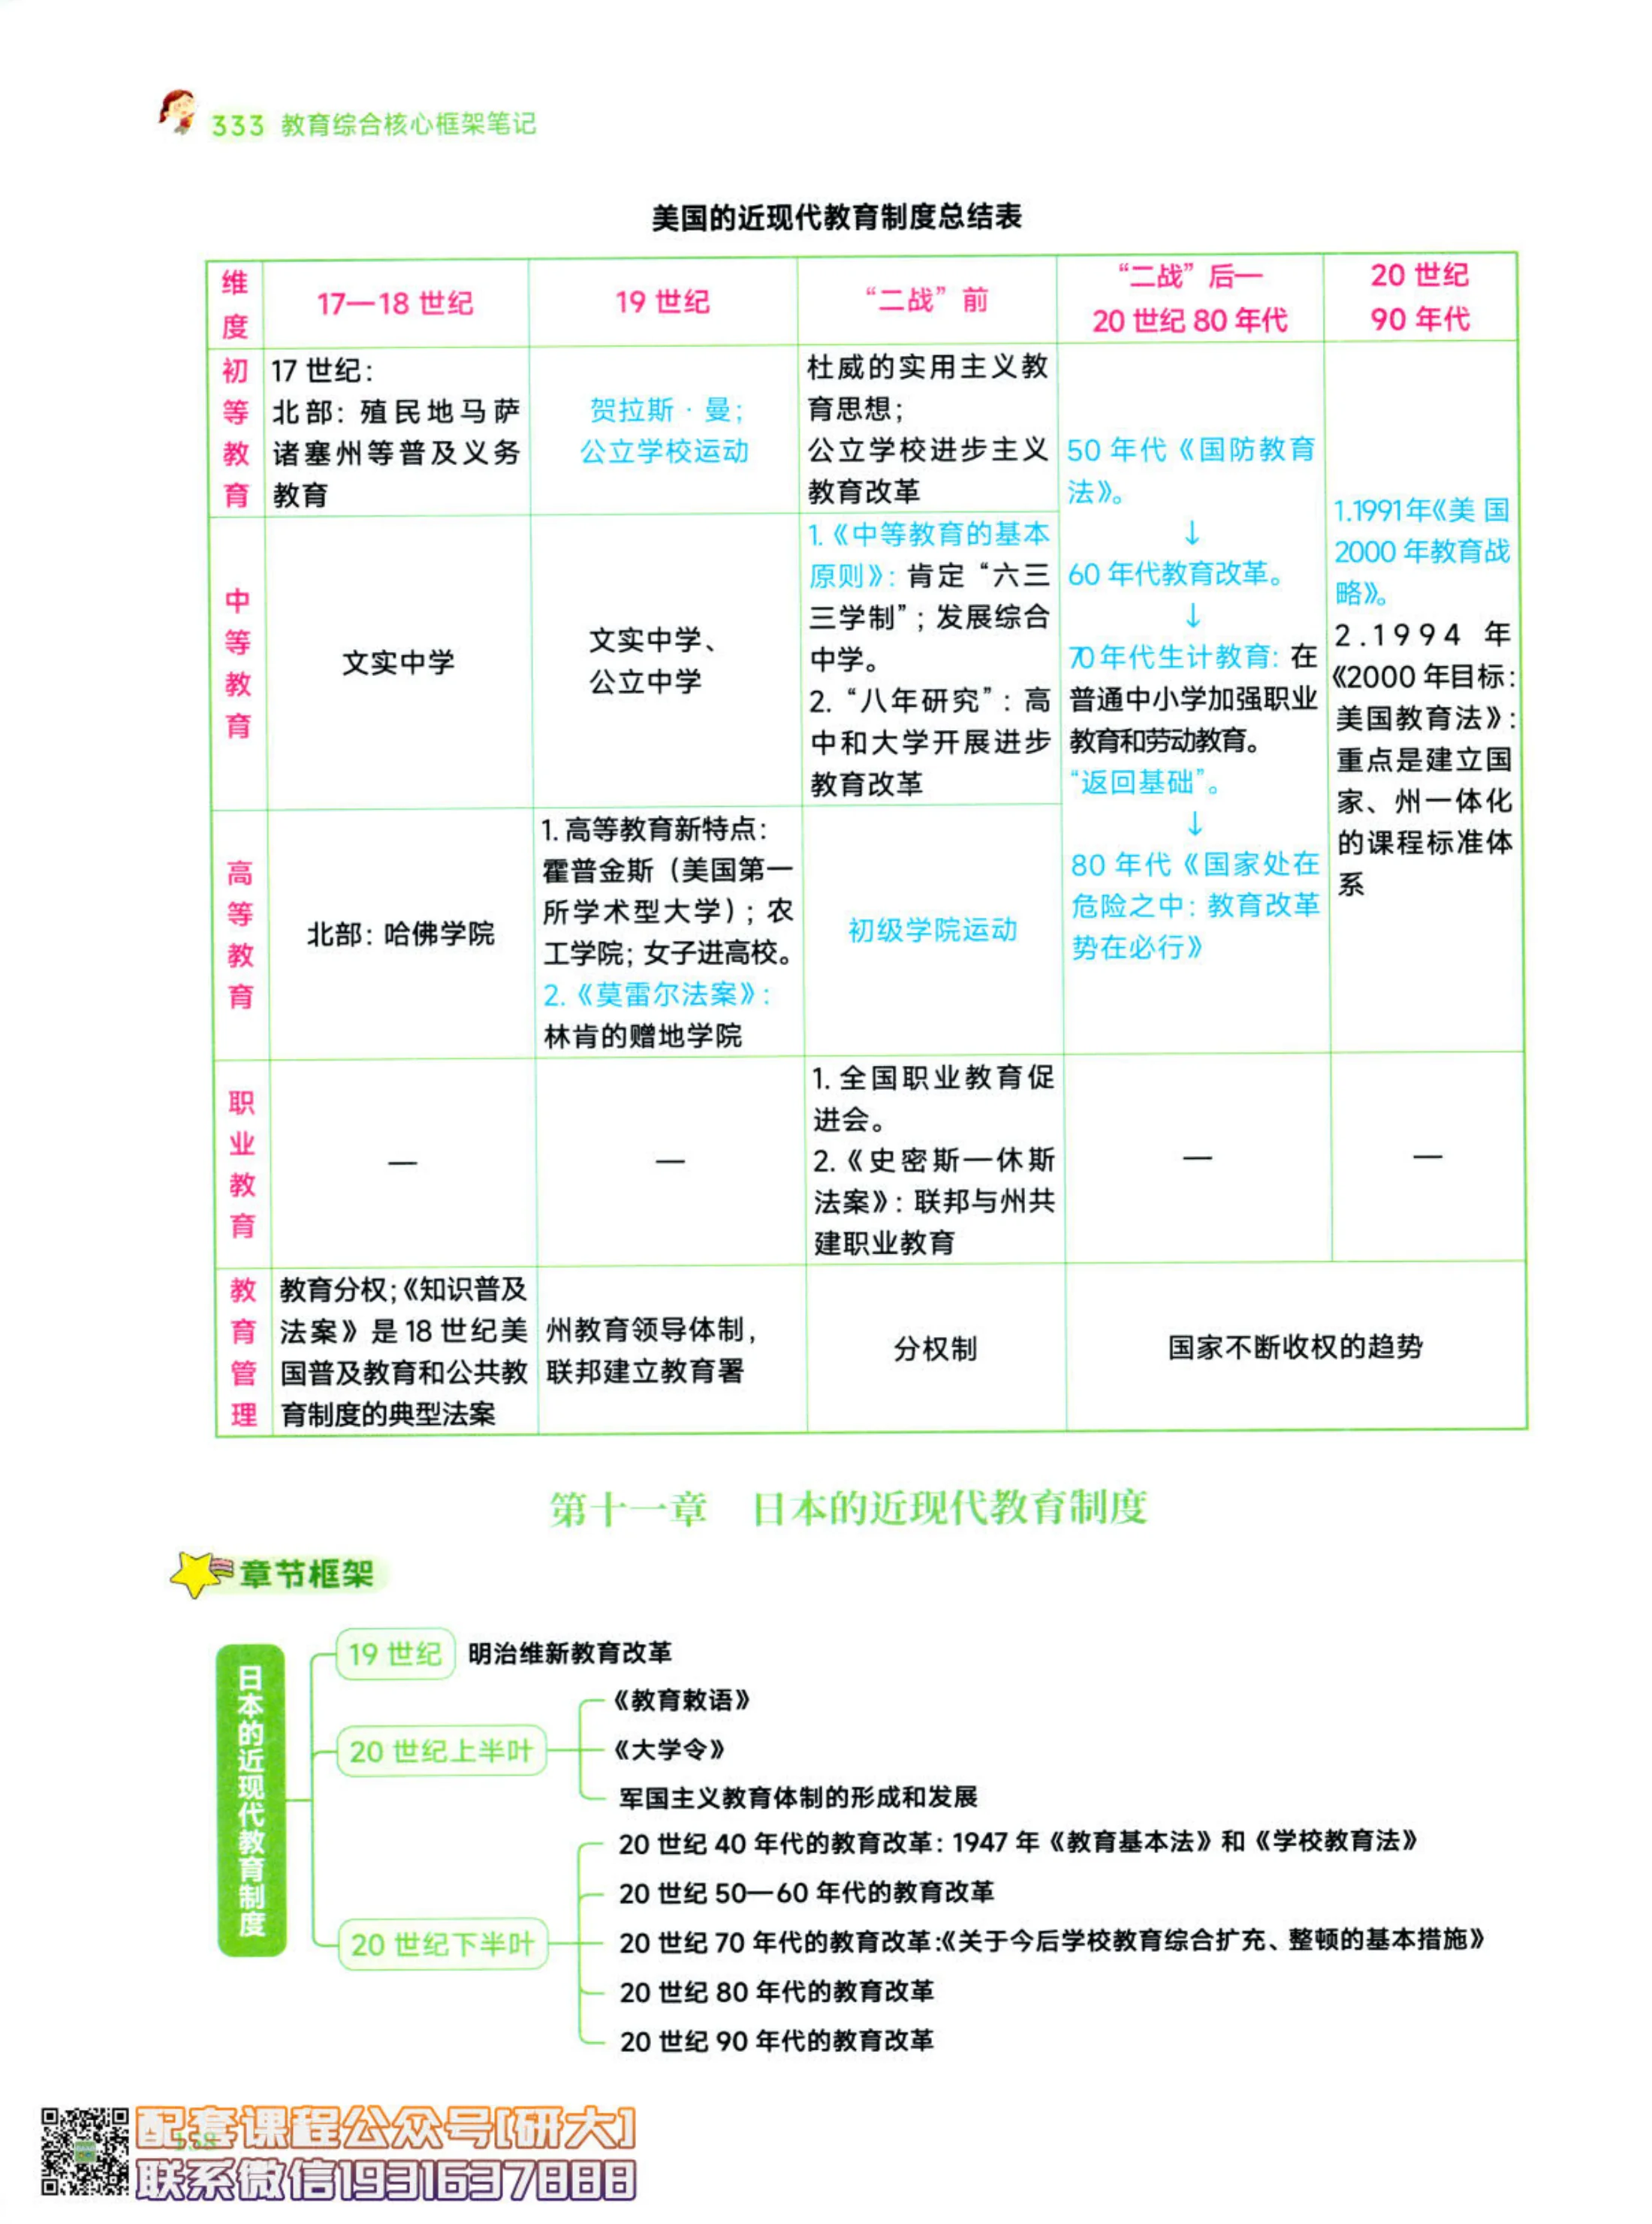 333 教育综合核心框架笔记
美国的近现代教育制度总结表
维度
17—18 世纪
19 世纪
“二战”前
“二战”后—
20 世纪 80 年代
20 世纪
90 年代
初等教育
17 世纪：
北部：殖民地马萨
诸塞州等普及义务
教育
贺拉斯·曼；
公立学校运动
杜威的实用主义教
育思想；
公立学校进步主义
教育改革
50 年代《国防教育
法》。
↓
60 年代教育改革。
↓
70 年代生计教育：在
普通中小学加强职业
教育和劳动教育。
“返回基础”。
↓
80 年代《国家处在
危险之中：教育改革
势在必行》
1.1991年《美国
2000 年教育战
略》。
2.1994 年
《2000 年目标：
美国教育法》：
重点是建立国
家、州一体化
的课程标准体
系
中等教育
文实中学
文实中学、
公立中学
1.《中等教育的基本
原则》：肯定“六三
三学制”；发展综合
中学。
2.“八年研究”：高
中和大学开展进步
教育改革
高等教育
北部：哈佛学院
1. 高等教育新特点：
霍普金斯（美国第一
所学术型大学）；农
工学院；女子进高校。
2.《莫雷尔法案》：
林肯的赠地学院
初级学院运动
职业教育
—
—
1. 全国职业教育促
进会。
2.《史密斯—休斯
法案》：联邦与州共
建职业教育
—
—
教育管理
教育分权；《知识普及
法案》是 18 世纪美
国普及教育和公共教
育制度的典型法案
州教育领导体制，
联邦建立教育署
分权制
国家不断收权的趋势
第十一章 日本的近现代教育制度
章节框架
日本的近现代教育制度
19 世纪 明治维新教育改革
20 世纪上半叶
《教育敕语》
《大学令》
军国主义教育体制的形成和发展
20 世纪下半叶
20 世纪 40 年代的教育改革：1947 年《教育基本法》和《学校教育法》
20 世纪 50—60 年代的教育改革
20 世纪 70 年代的教育改革：《关于今后学校教育综合扩充、整顿的基本措施》
20 世纪 80 年代的教育改革
20 世纪 90 年代的教育改革
138
配套课程公众号[研大]
联系微信1931637888